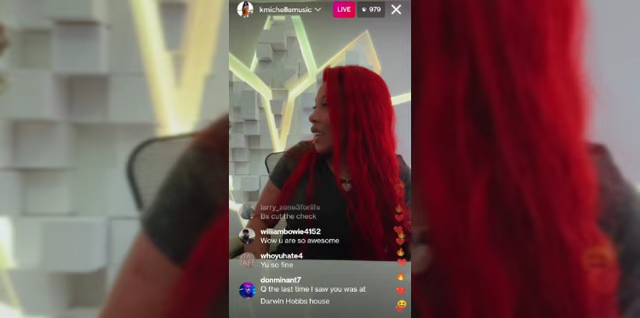 kmichellemusic
LIVE
979
larry_zone3forlife
Bs cut the check
williambowie4152
Wow u are so awesome
whoyuhate4
Yu so fine
donminant7
Q the last time I saw you was at
Darwin Hobbs house